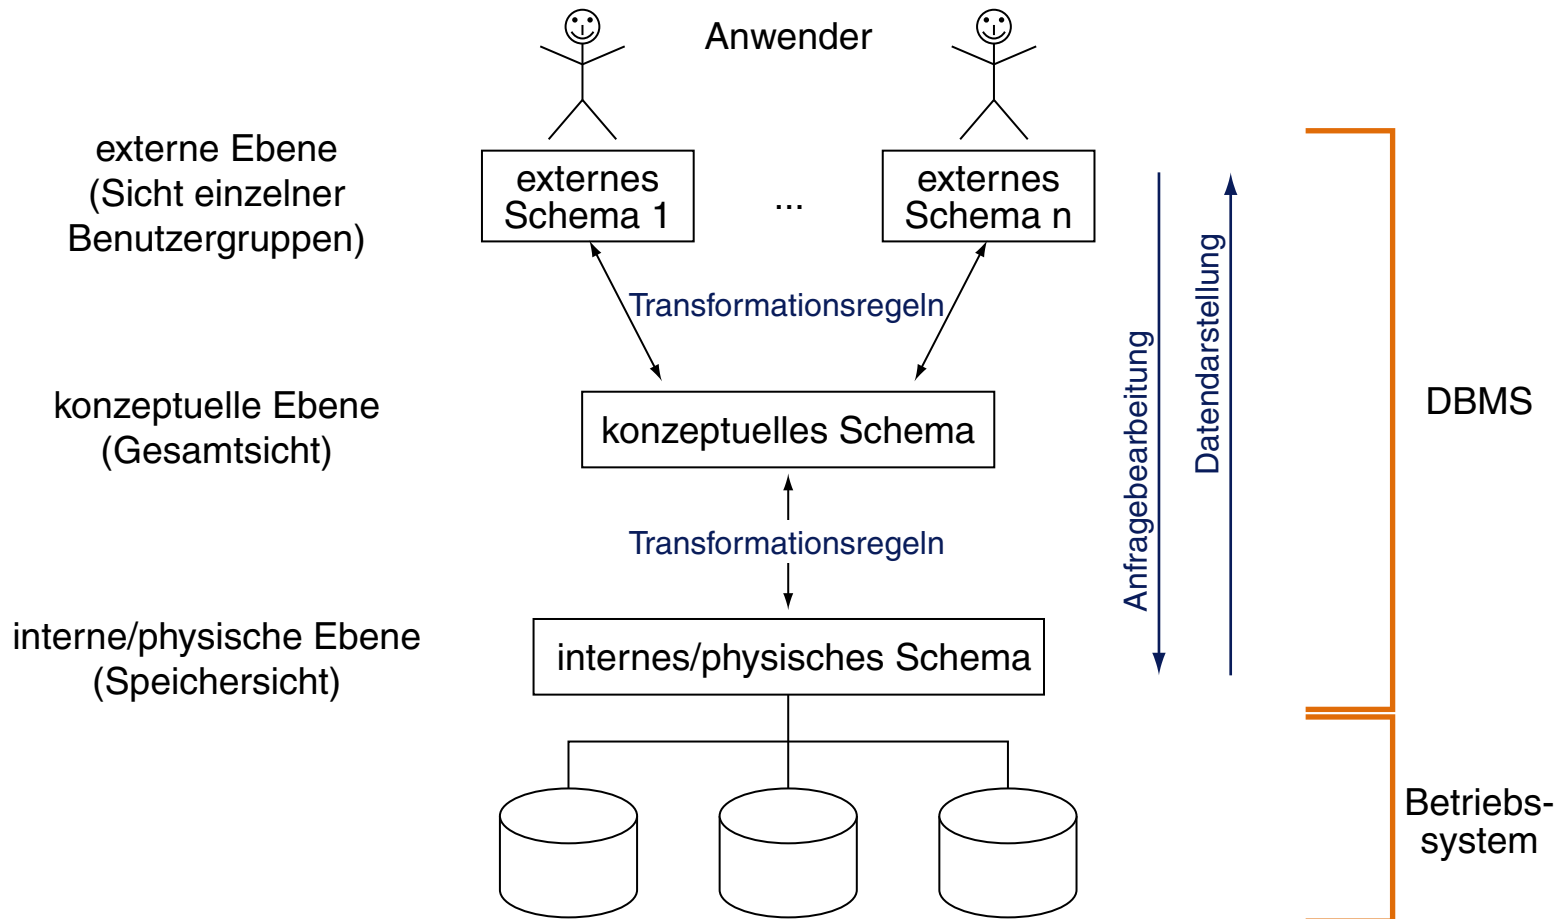 Anwender
externe Ebene
(Sicht einzelner
Benutzergruppen)
externes
Schema 1
...
externes
Schema n
Transformationsregeln
konzeptuelle Ebene
(Gesamtsicht)
konzeptuelles Schema
Transformationsregeln
interne/physische Ebene
(Speichersicht)
internes/physisches Schema
Anfragebearbeitung
Datendarstellung
DBMS
Betriebs-
system